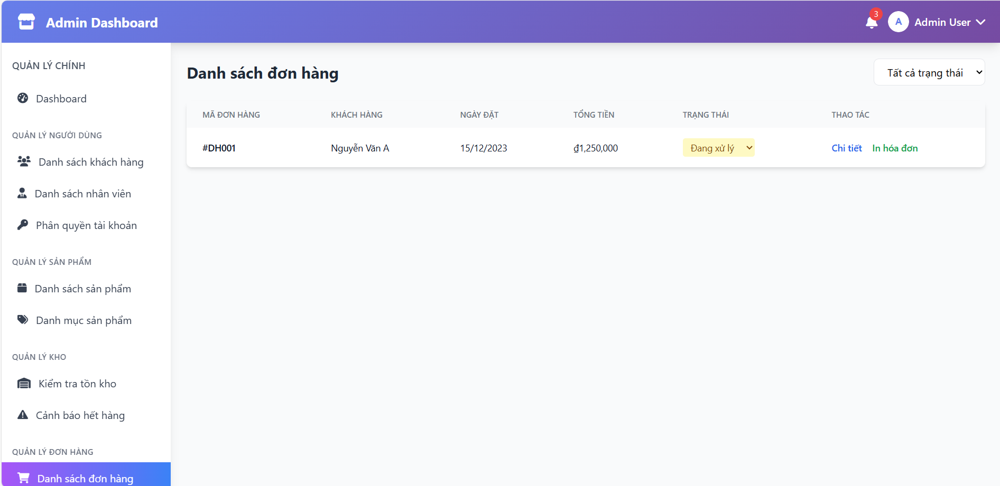 Admin Dashboard
3
A
Admin User
QUẢN LÝ CHÍNH
Dashboard
QUẢN LÝ NGƯỜI DÙNG
Danh sách khách hàng
Danh sách nhân viên
Phân quyền tài khoản
QUẢN LÝ SẢN PHẨM
Danh sách sản phẩm
Danh mục sản phẩm
QUẢN LÝ KHO
Kiểm tra tồn kho
Cảnh báo hết hàng
QUẢN LÝ ĐƠN HÀNG
Danh sách đơn hàng
Danh sách đơn hàng
Tất cả trạng thái
MÃ ĐƠN HÀNG KHÁCH HÀNG NGÀY ĐẶT TỔNG TIỀN TRẠNG THÁI THAO TÁC
#DH001 Nguyễn Văn A 15/12/2023 ₫1,250,000 Đang xử lý Chi tiết In hóa đơn